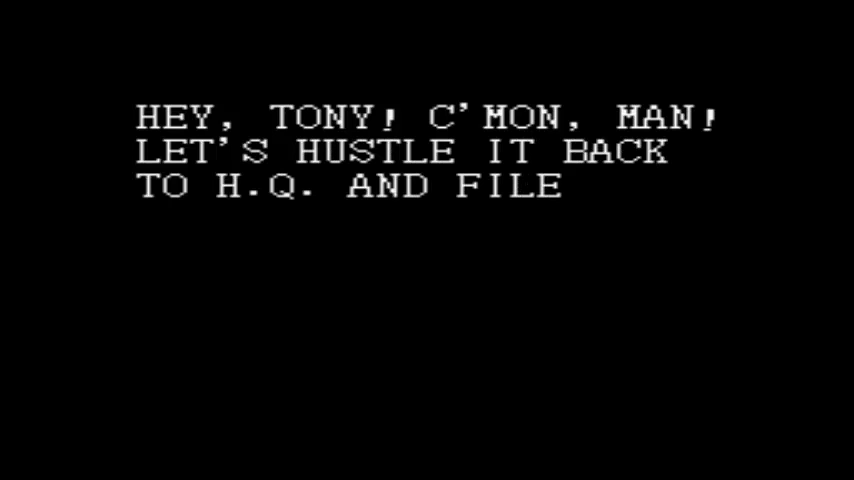 HEY, TONY! C'MON, MAN!
LET'S HUSTLE IT BACK
TO H.Q. AND FILE